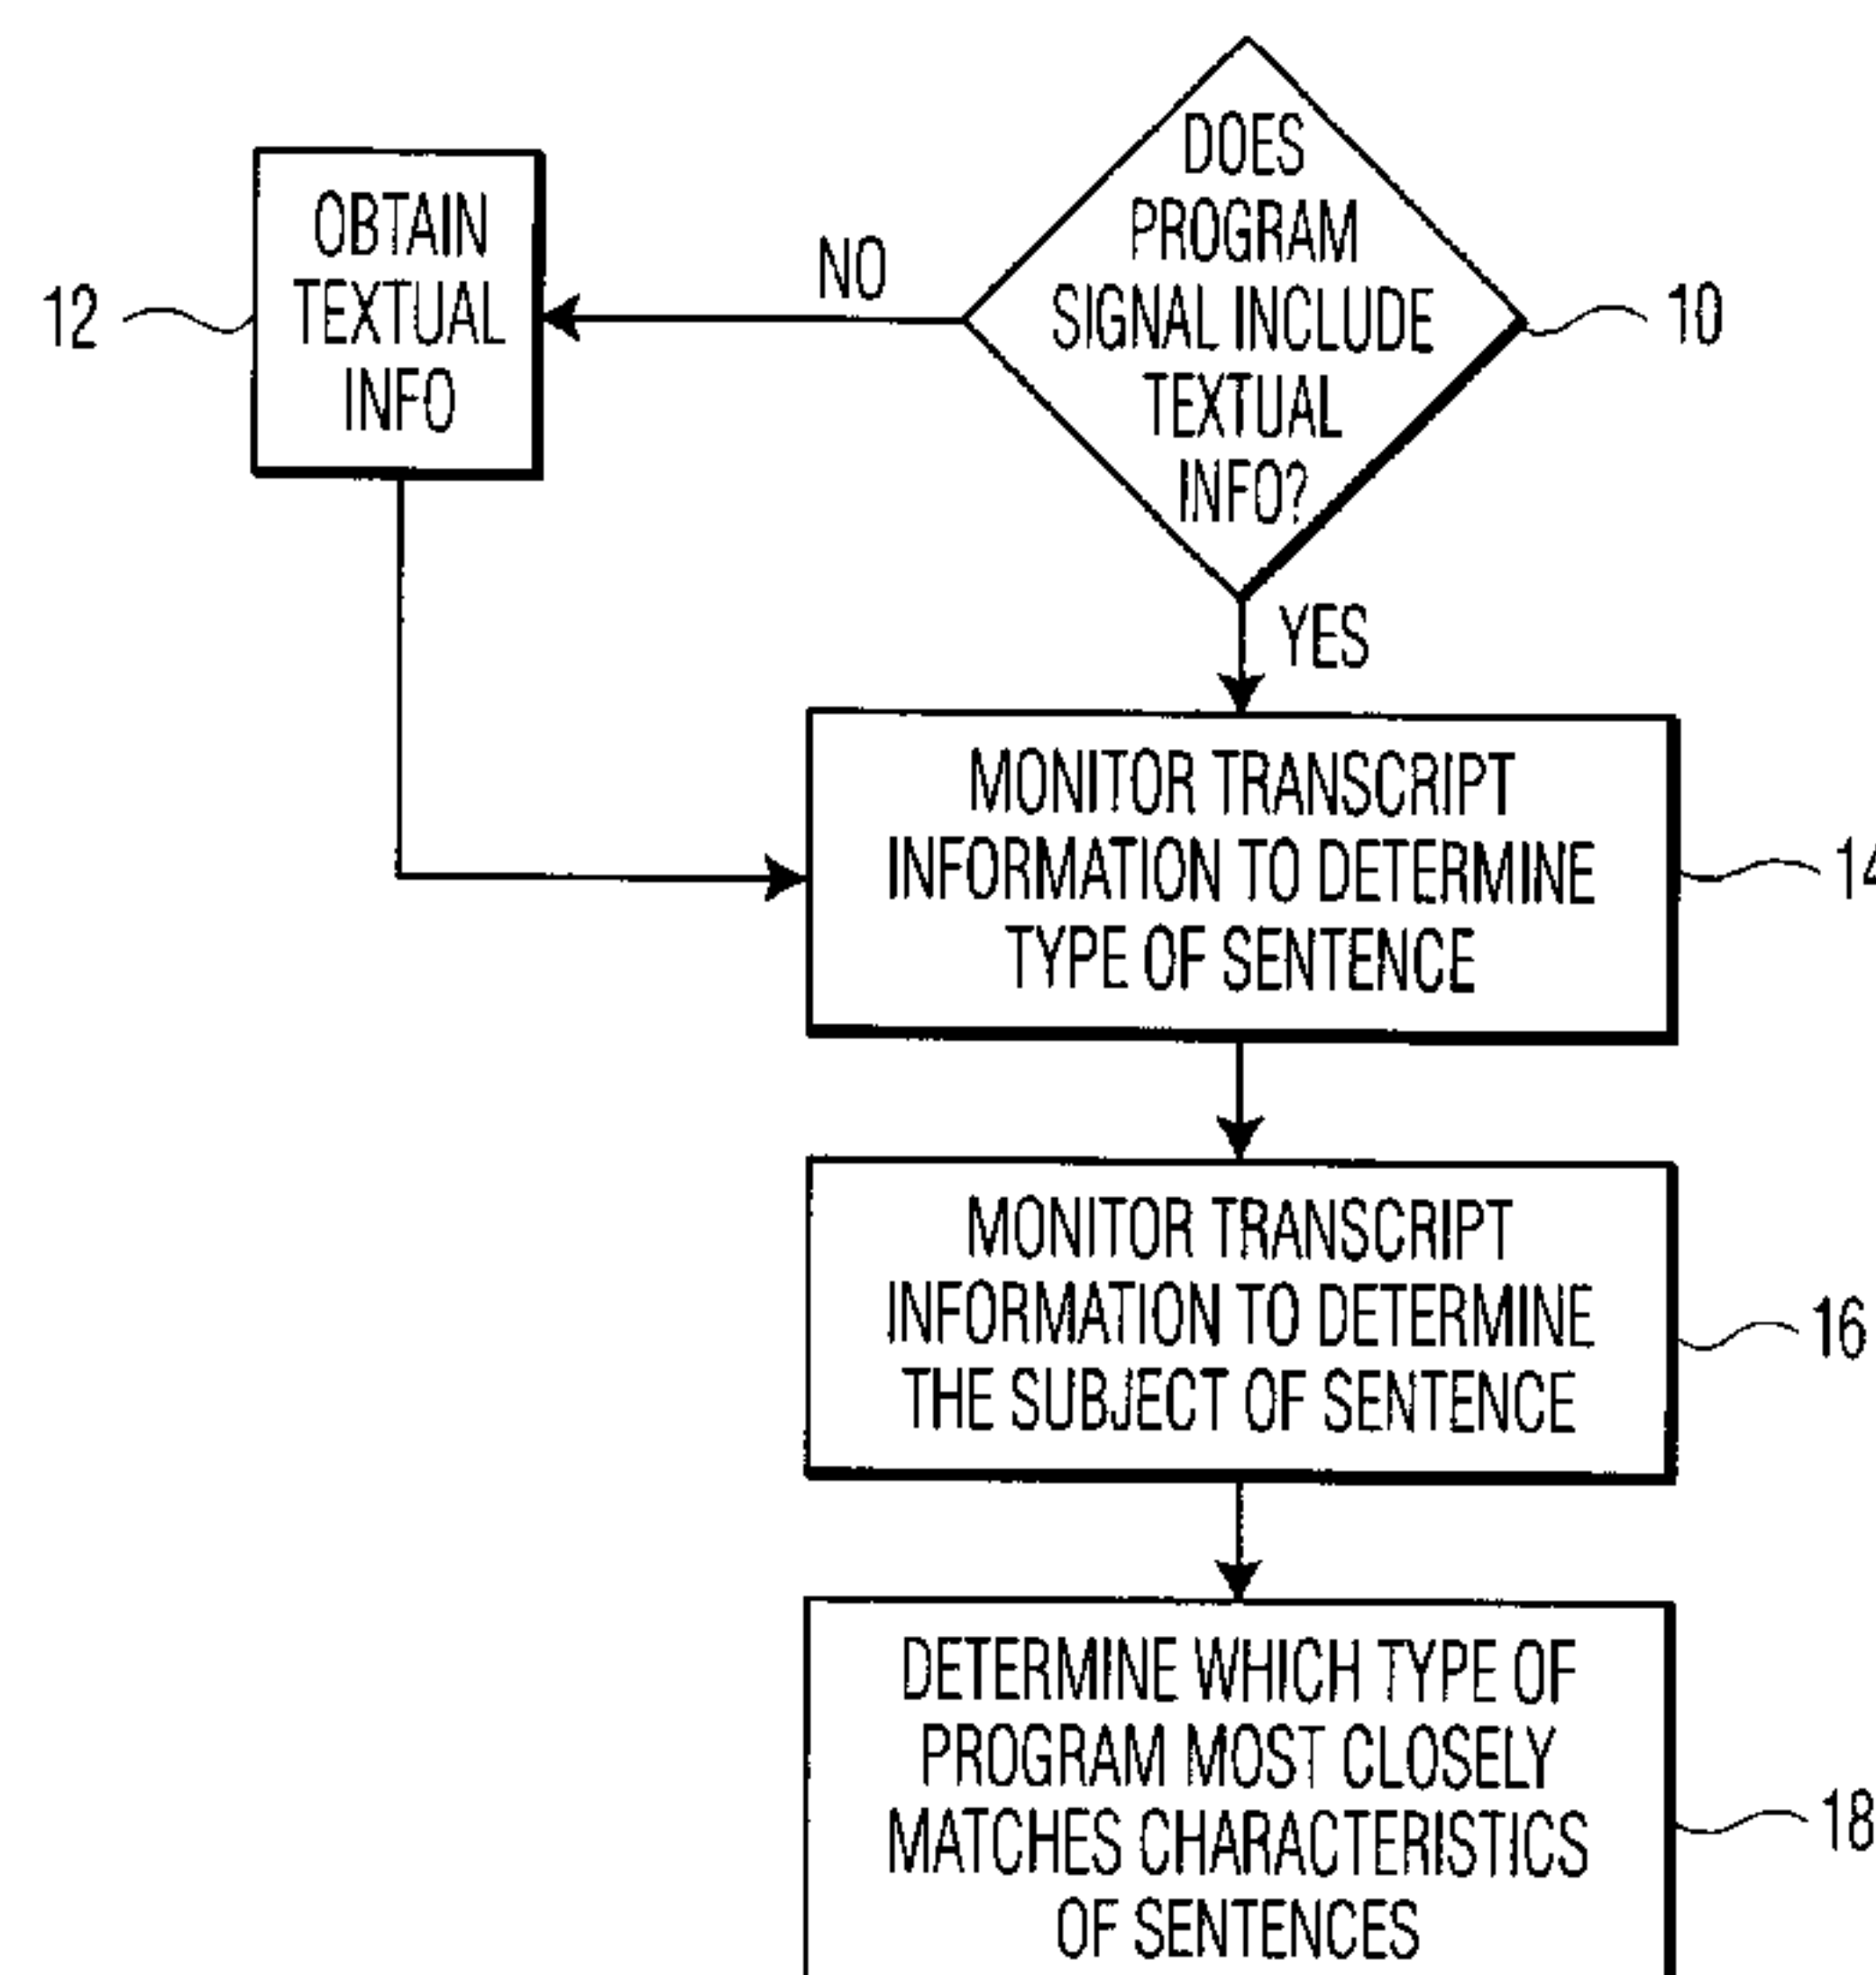 DOES
PROGRAM
SIGNAL INCLUDE
TEXTUAL
INFO?
10
NO
OBTAIN
TEXTUAL
INFO
12
YES
MONITOR TRANSCRIPT
INFORMATION TO DETERMINE
TYPE OF SENTENCE
14
MONITOR TRANSCRIPT
INFORMATION TO DETERMINE
THE SUBJECT OF SENTENCE
16
DETERMINE WHICH TYPE OF
PROGRAM MOST CLOSELY
MATCHES CHARACTERISTICS
OF SENTENCES
18